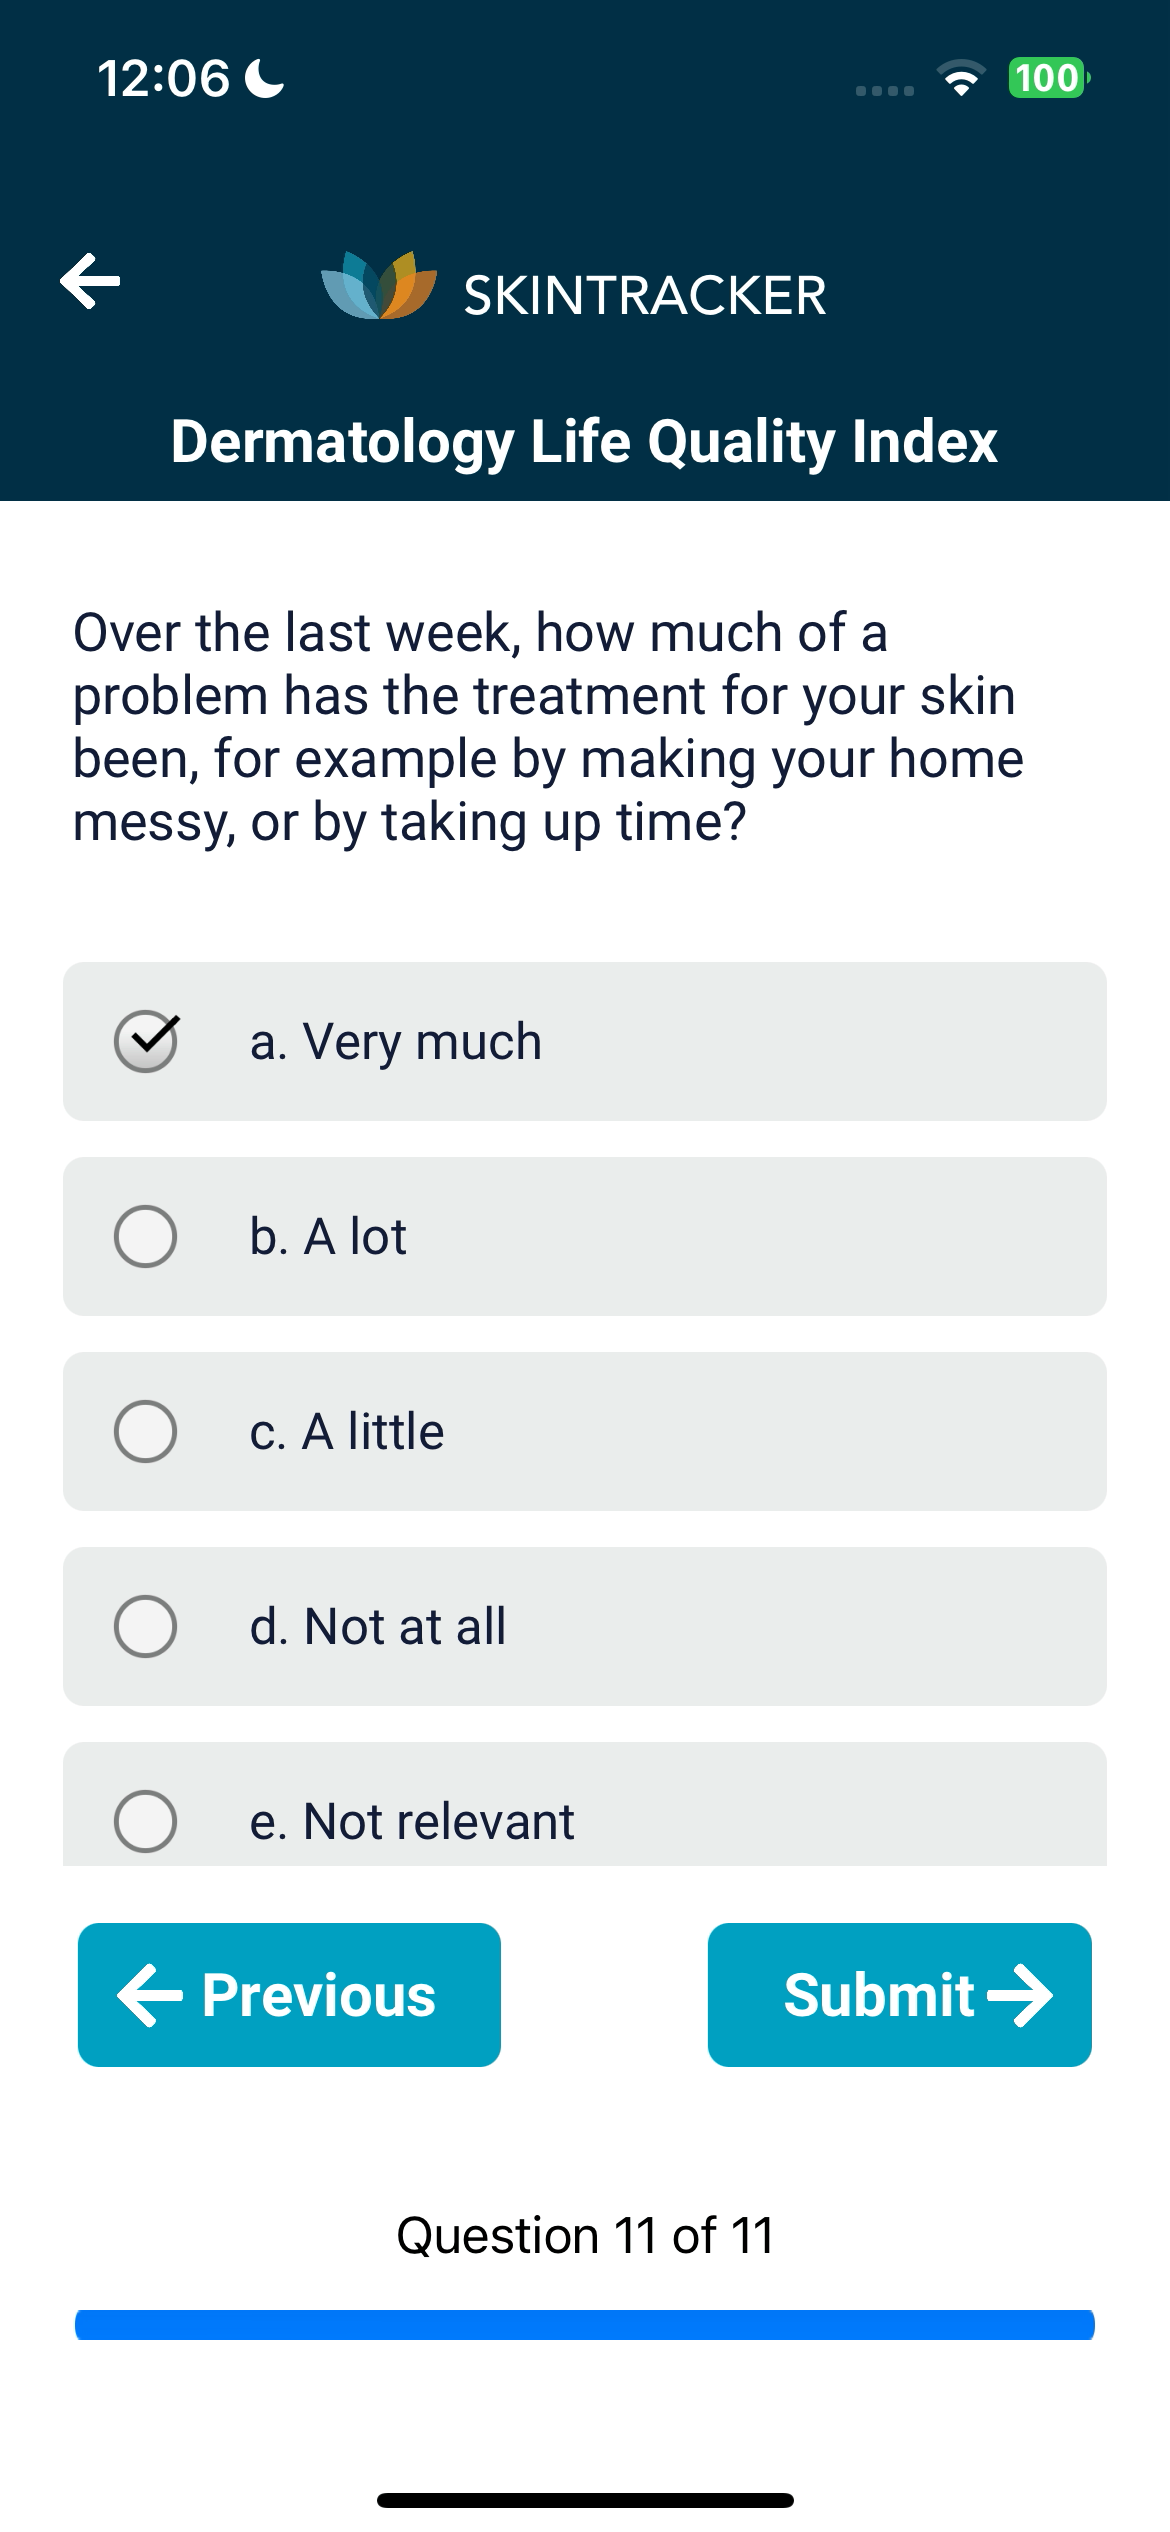 12:06
100
SKINTRACKER
Dermatology Life Quality Index
Over the last week, how much of a
problem has the treatment for your skin
been, for example by making your home
messy, or by taking up time?
a. Very much
b. A lot
c. A little
d. Not at all
e. Not relevant
Previous
Submit
Question 11 of 11